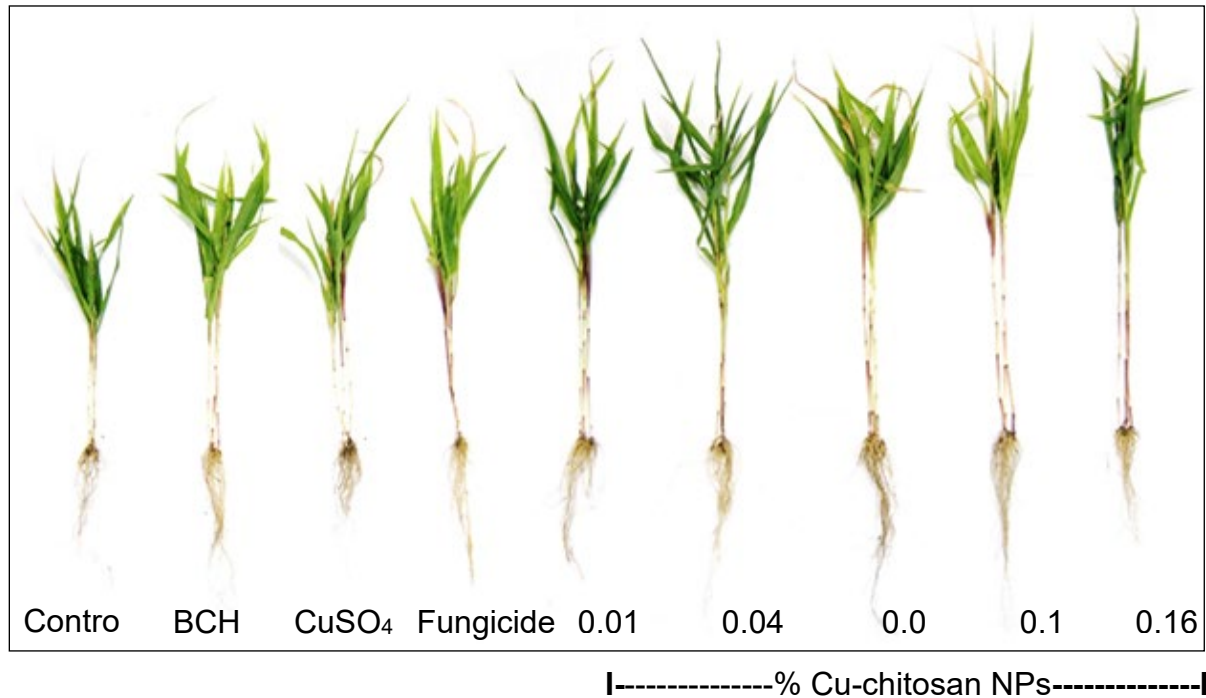 Contro BCH CuSO₄ Fungicide 0.01 0.04 0.0 0.1 0.16
% Cu-chitosan NPs